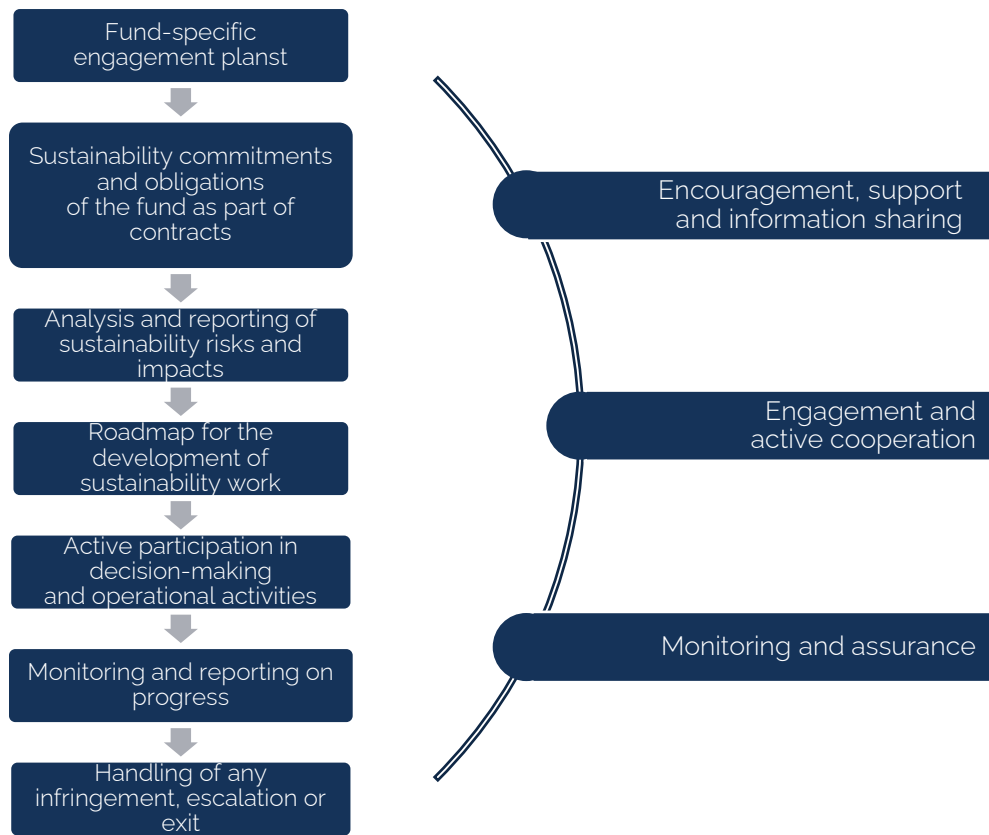 Fund-specific
engagement planst
Sustainability commitments
and obligations
of the fund as part of
contracts
Analysis and reporting of
sustainability risks and
impacts
Roadmap for the
development of
sustainability work
Active participation in
decision-making
and operational activities
Monitoring and reporting on
progress
Handling of any
infringement, escalation or
exit
Encouragement, support
and information sharing
Engagement and
active cooperation
Monitoring and assurance